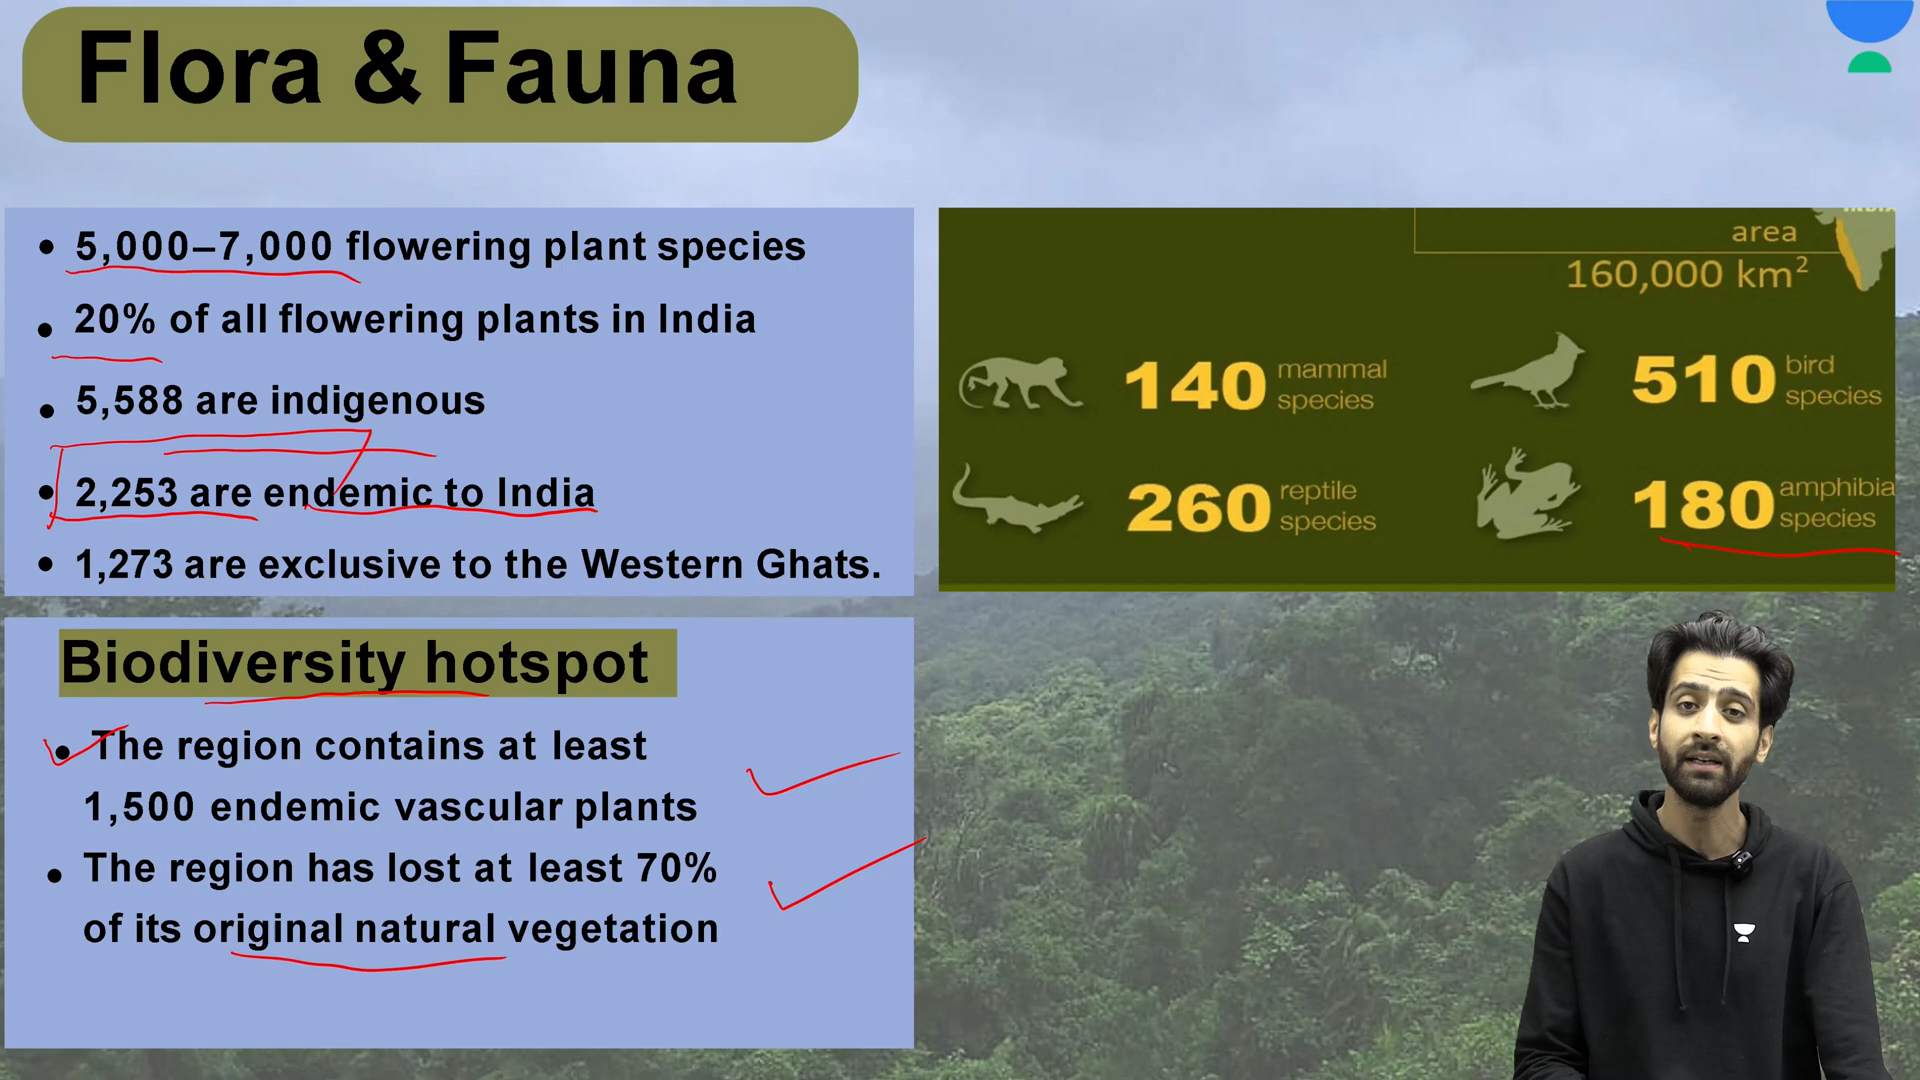 Flora & Fauna
• 5,000–7,000 flowering plant species
• 20% of all flowering plants in India
• 5,588 are indigenous
• 2,253 are endemic to India
• 1,273 are exclusive to the Western Ghats.
area
160,000 km²
140 mammal species
510 bird species
260 reptile species
180 amphibia species
Biodiversity hotspot
• The region contains at least
1,500 endemic vascular plants
• The region has lost at least 70%
of its original natural vegetation